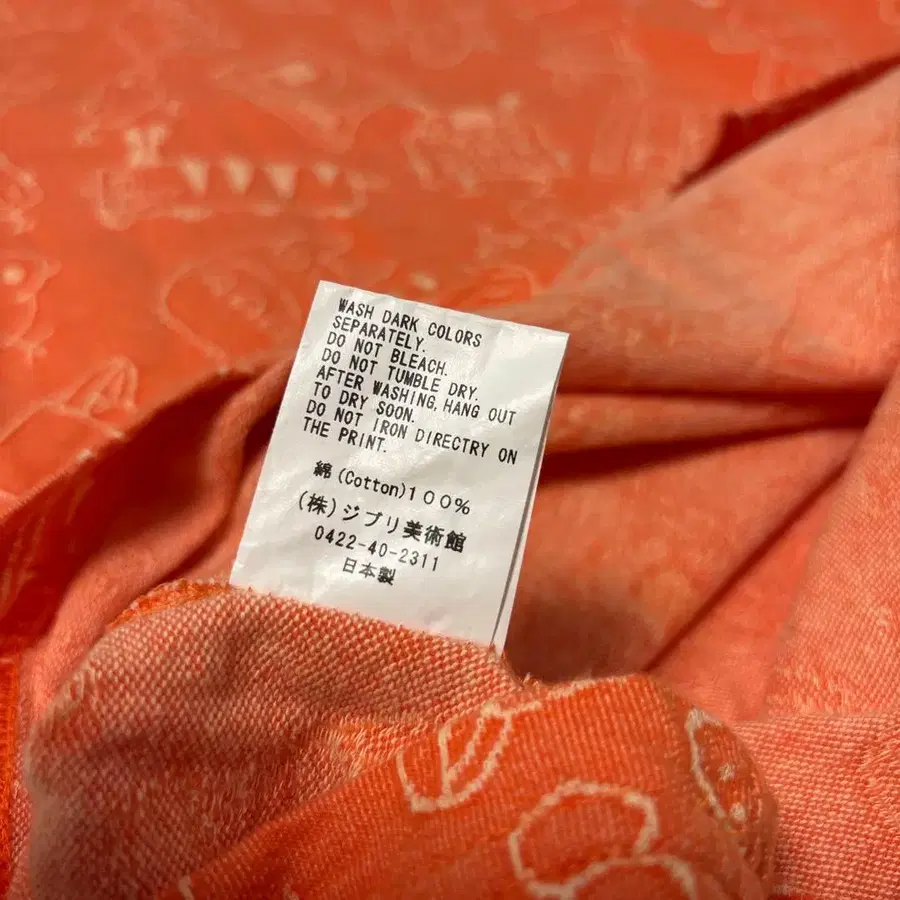 WASH DARK COLORS
SEPARATELY.
DO NOT BLEACH.
DO NOT TUMBLE DRY.
AFTER WASHING, HANG OUT
TO DRY SOON.
DO NOT IRON DIRECTRY ON
THE PRINT.
綿(Cotton)100%
(株)ジブリ美術館
0422-40-2311
日本製